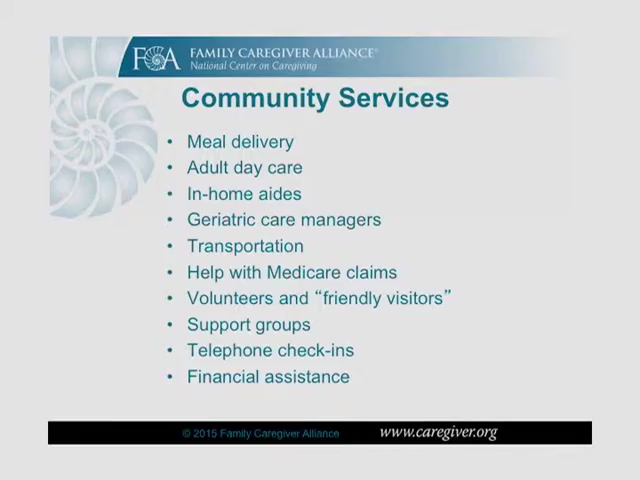 FCA FAMILY CAREGIVER ALLIANCE®
National Center on Caregiving
Community Services
• Meal delivery
• Adult day care
• In-home aides
• Geriatric care managers
• Transportation
• Help with Medicare claims
• Volunteers and “friendly visitors”
• Support groups
• Telephone check-ins
• Financial assistance
© 2015 Family Caregiver Alliance www.caregiver.org